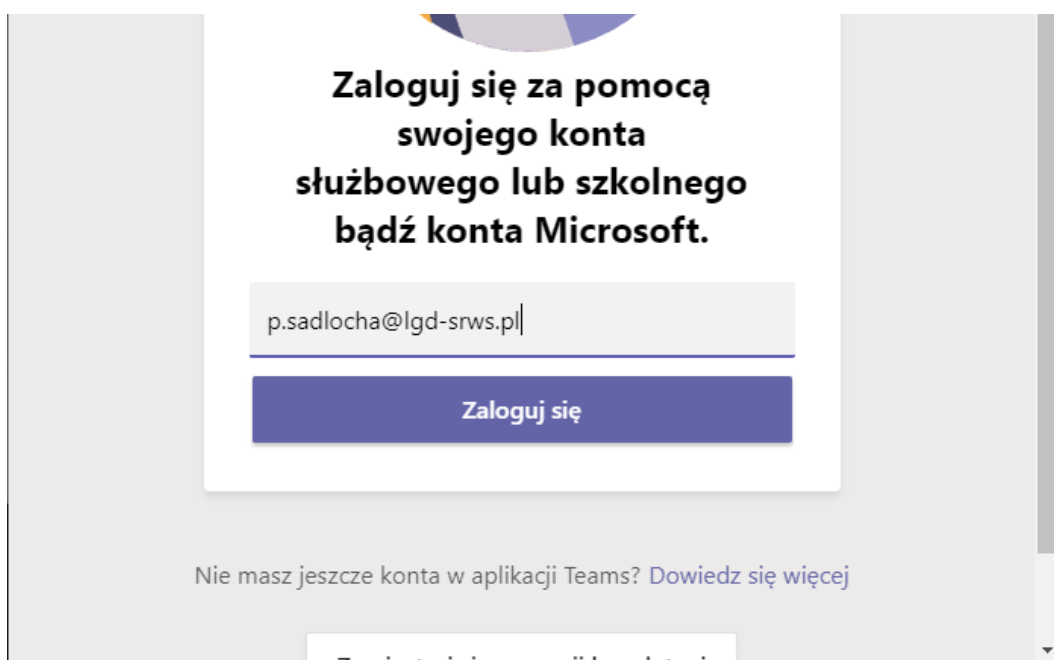 Zaloguj się za pomocą
swojego konta
służbowego lub szkolnego
bądź konta Microsoft.
p.sadlocha@lgd-srws.pl
Zaloguj się
Nie masz jeszcze konta w aplikacji Teams? Dowiedz się więcej